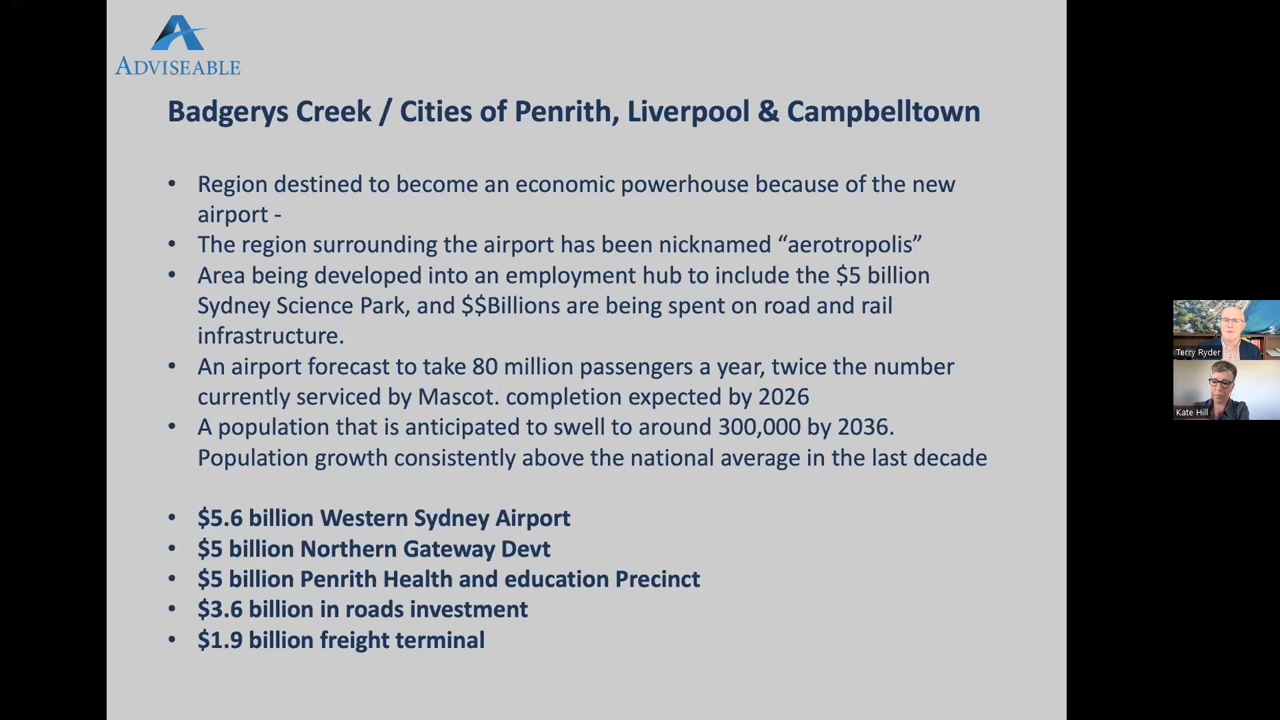 ADVISEABLE
Badgerys Creek / Cities of Penrith, Liverpool & Campbelltown
• Region destined to become an economic powerhouse because of the new
airport -
• The region surrounding the airport has been nicknamed “aerotropolis”
• Area being developed into an employment hub to include the $5 billion
Sydney Science Park, and $$Billions are being spent on road and rail
infrastructure.
• An airport forecast to take 80 million passengers a year, twice the number
currently serviced by Mascot. completion expected by 2026
• A population that is anticipated to swell to around 300,000 by 2036.
Population growth consistently above the national average in the last decade
• $5.6 billion Western Sydney Airport
• $5 billion Northern Gateway Devt
• $5 billion Penrith Health and education Precinct
• $3.6 billion in roads investment
• $1.9 billion freight terminal
Terry Ryder
Kate Hill